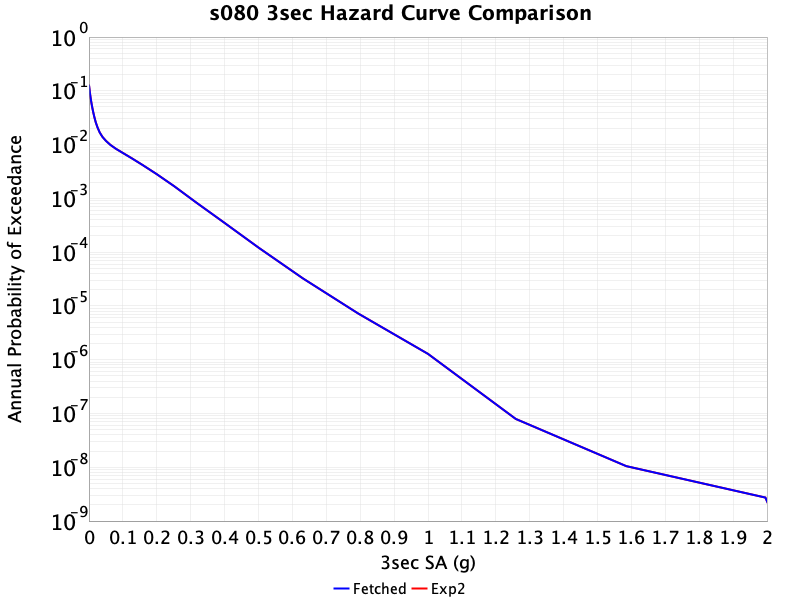 s080 3sec Hazard Curve Comparison
Annual Probability of Exceedance
10^0
10^-1
10^-2
10^-3
10^-4
10^-5
10^-6
10^-7
10^-8
10^-9
0 0.1 0.2 0.3 0.4 0.5 0.6 0.7 0.8 0.9 1 1.1 1.2 1.3 1.4 1.5 1.6 1.7 1.8 1.9 2
3sec SA (g)
Fetched Exp2